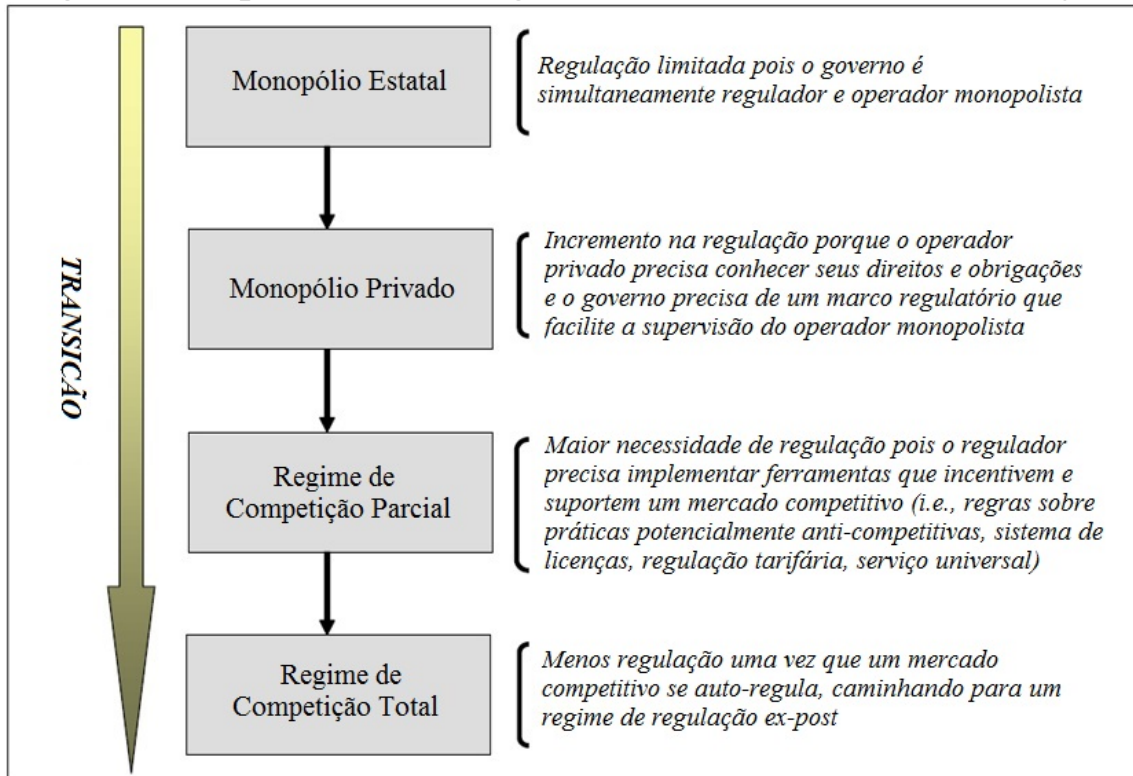 Monopólio Estatal
Regulação limitada pois o governo é
simultaneamente regulador e operador monopolista
TRANSICÃO
Monopólio Privado
Incremento na regulação porque o operador
privado precisa conhecer seus direitos e obrigações
e o governo precisa de um marco regulatório que
facilite a supervisão do operador monopolista
Regime de
Competição Parcial
Maior necessidade de regulação pois o regulador
precisa implementar ferramentas que incentivem e
suportem um mercado competitivo (i.e., regras sobre
práticas potencialmente anti-competitivas, sistema de
licenças, regulação tarifária, serviço universal)
Regime de
Competição Total
Menos regulação uma vez que um mercado
competitivo se auto-regula, caminhando para um
regime de regulação ex-post